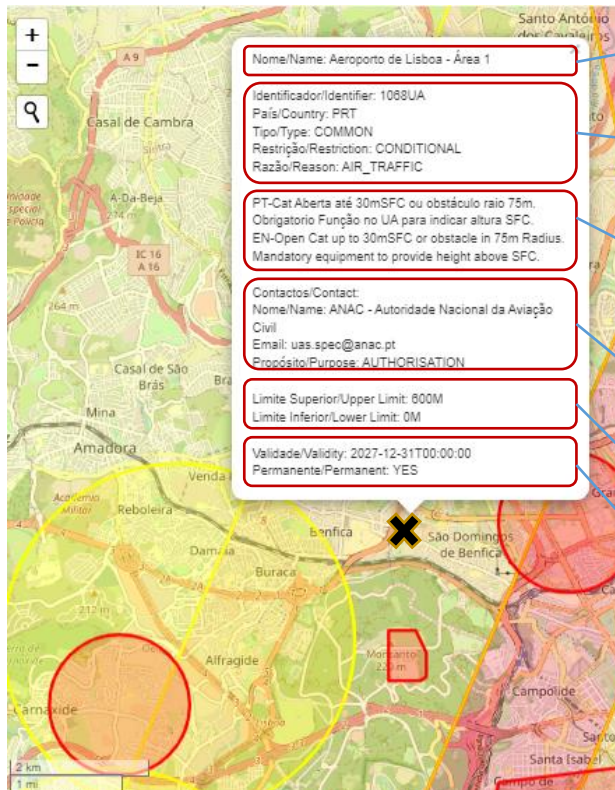 +
−
A 9
Santo António
dos Cavaleiros
Casal de Cambra
A-Da-Beja
274 m
IC 16
A 16
264 m
Casal de São
Brás
Mina
Amadora
Nome/Name: Aeroporto de Lisboa - Área 1
Identificador/Identifier: 1068UA
País/Country: PRT
Tipo/Type: COMMON
Restrição/Restriction: CONDITIONAL
Razão/Reason: AIR_TRAFFIC
PT-Cat Aberta até 30mSFC ou obstáculo raio 75m.
Obrigatorio Função no UA para indicar altura SFC.
EN-Open Cat up to 30mSFC or obstacle in 75m Radius.
Mandatory equipment to provide height above SFC.
Contactos/Contact:
Nome/Name: ANAC - Autoridade Nacional da Aviação
Civil
Email: uas.spec@anac.pt
Propósito/Purpose: AUTHORISATION
Limite Superior/Upper Limit: 600M
Limite Inferior/Lower Limit: 0M
Validade/Validity: 2027-12-31T00:00:00
Permanente/Permanent: YES
Venda
Academia
Militar
Reboleira
Damaia
Benfica
São Domingos
de Benfica
Buraca
212 m
Alfragide
Monsanto
Carnaxide
Campolide
Santa Isabel
Campo de
2 km
1 mi